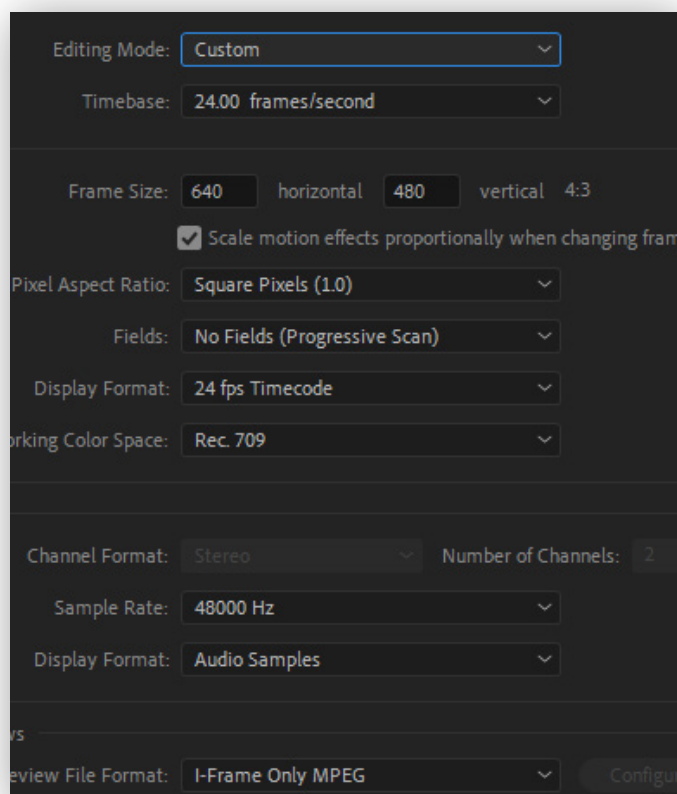 Editing Mode: Custom
Timebase: 24.00 frames/second
Frame Size: 640 horizontal 480 vertical 4:3
Scale motion effects proportionally when changing fram
Pixel Aspect Ratio: Square Pixels (1.0)
Fields: No Fields (Progressive Scan)
Display Format: 24 fps Timecode
orking Color Space: Rec. 709
Channel Format: Stereo Number of Channels: 2
Sample Rate: 48000 Hz
Display Format: Audio Samples
ws
eview File Format: I-Frame Only MPEG Configu